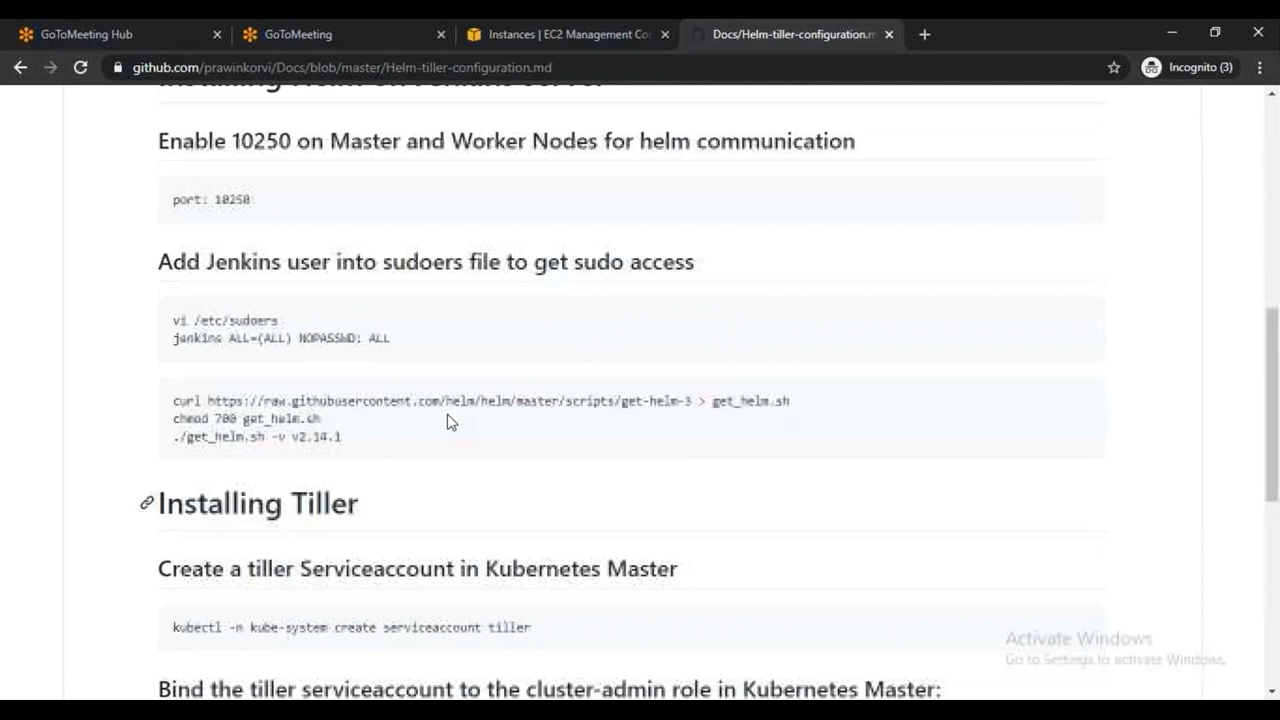 GoToMeeting Hub
GoToMeeting
Instances | EC2 Management Co
Docs/Helm-tiller-configuration.m
github.com/prawinkorvi/Docs/blob/master/Helm-tiller-configuration.md
Incognito (3)
Installing Helm on Jenkins server
Enable 10250 on Master and Worker Nodes for helm communication
port: 10250
Add Jenkins user into sudoers file to get sudo access
vi /etc/sudoers
jenkins ALL=(ALL) NOPASSWD: ALL
curl https://raw.githubusercontent.com/helm/helm/master/scripts/get-helm-3 > get_helm.sh
chmod 700 get_helm.sh
./get_helm.sh -v v2.14.1
Installing Tiller
Create a tiller Serviceaccount in Kubernetes Master
kubectl -n kube-system create serviceaccount tiller
Activate Windows
Go to Settings to activate Windows.
Bind the tiller serviceaccount to the cluster-admin role in Kubernetes Master: